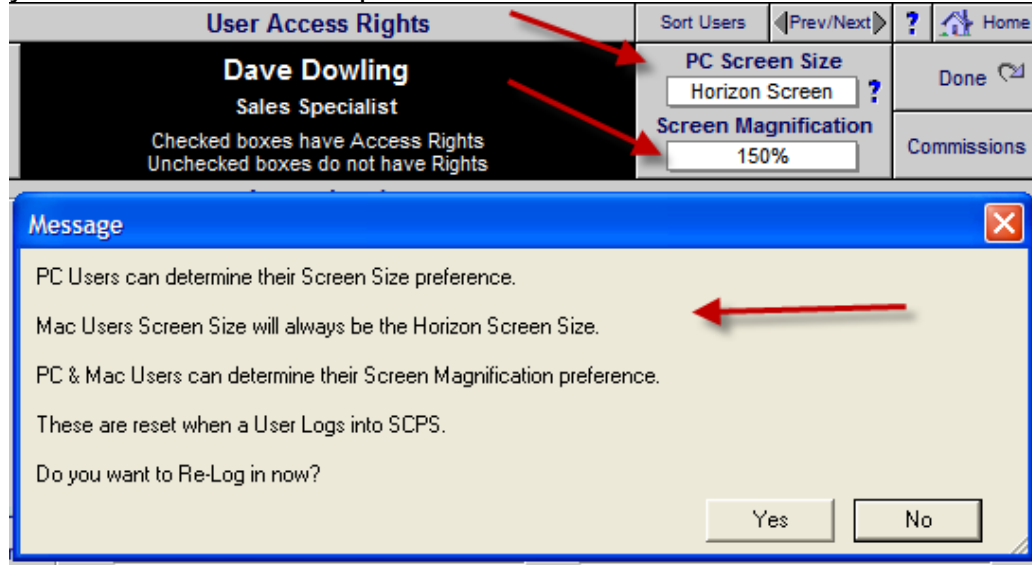 User Access Rights
Sort Users
Prev/Next
?
Home
Dave Dowling
Sales Specialist
Checked boxes have Access Rights
Unchecked boxes do not have Rights
PC Screen Size
Horizon Screen
?
Screen Magnification
150%
Done
Commissions
Message
PC Users can determine their Screen Size preference.
Mac Users Screen Size will always be the Horizon Screen Size.
PC & Mac Users can determine their Screen Magnification preference.
These are reset when a User Logs into SCPS.
Do you want to Re-Log in now?
Yes
No